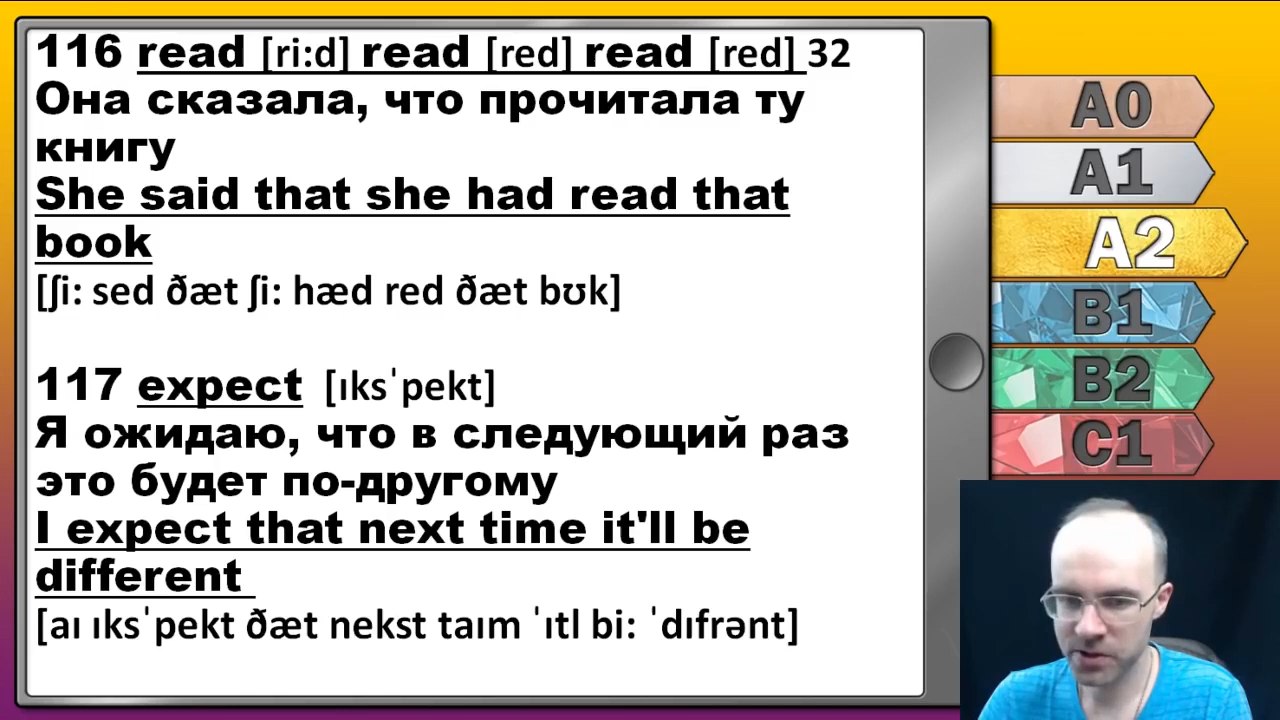 116 read [ri:d] read [red] read [red] 32
Она сказала, что прочитала ту
книгу
She said that she had read that
book
[ʃi: sed ðæt ʃi: hæd red ðæt bʊk]
117 expect [ɪksˈpekt]
Я ожидаю, что в следующий раз
это будет по-другому
I expect that next time it'll be
different
[aɪ ɪksˈpekt ðæt nekst taɪm ˈɪtl bi: ˈdɪfrənt]
A0
A1
A2
B1
B2
C1